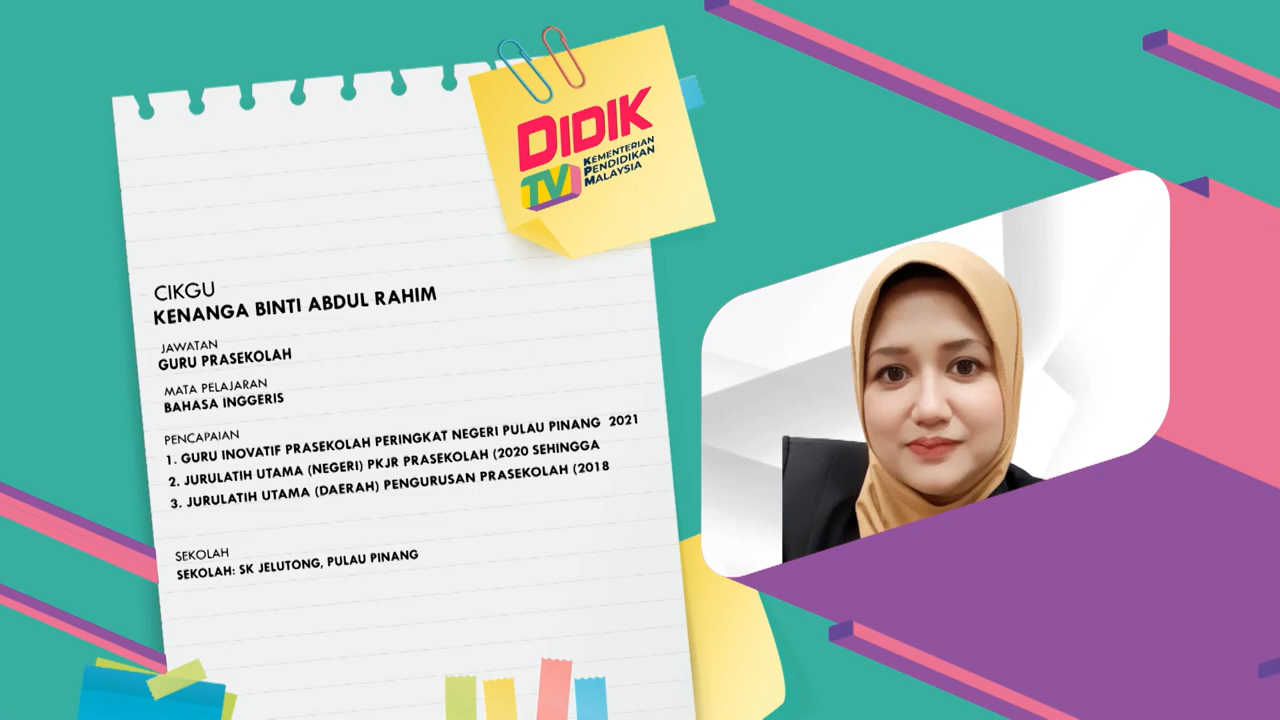 DIDIK
TV
KEMENTERIAN
PENDIDIKAN
MALAYSIA
CIKGU
KENANGA BINTI ABDUL RAHIM
JAWATAN
GURU PRASEKOLAH
MATA PELAJARAN
BAHASA INGGERIS
PENCAPAIAN
1. GURU INOVATIF PRASEKOLAH PERINGKAT NEGERI PULAU PINANG 2021
2. JURULATIH UTAMA (NEGERI) PKJR PRASEKOLAH (2020 SEHINGGA
3. JURULATIH UTAMA (DAERAH) PENGURUSAN PRASEKOLAH (2018
SEKOLAH
SEKOLAH: SK JELUTONG, PULAU PINANG